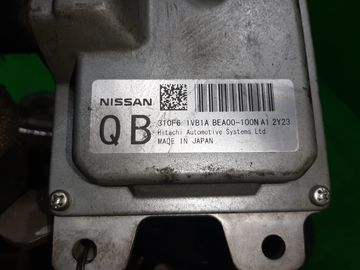 NISSAN
QB
310F6 1VB1A BEA00-100N A1 2Y23
Hitachi Automotive Systems Ltd.
MADE IN JAPAN